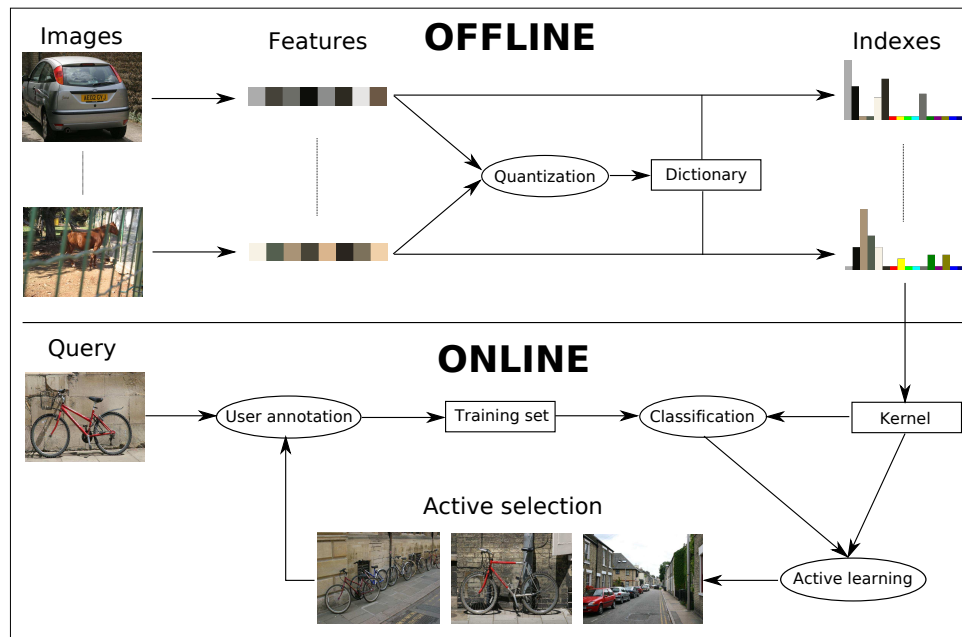 OFFLINE
Images
Features
Indexes
Quantization
Dictionary
ONLINE
Query
User annotation
Training set
Classification
Kernel
Active selection
Active learning